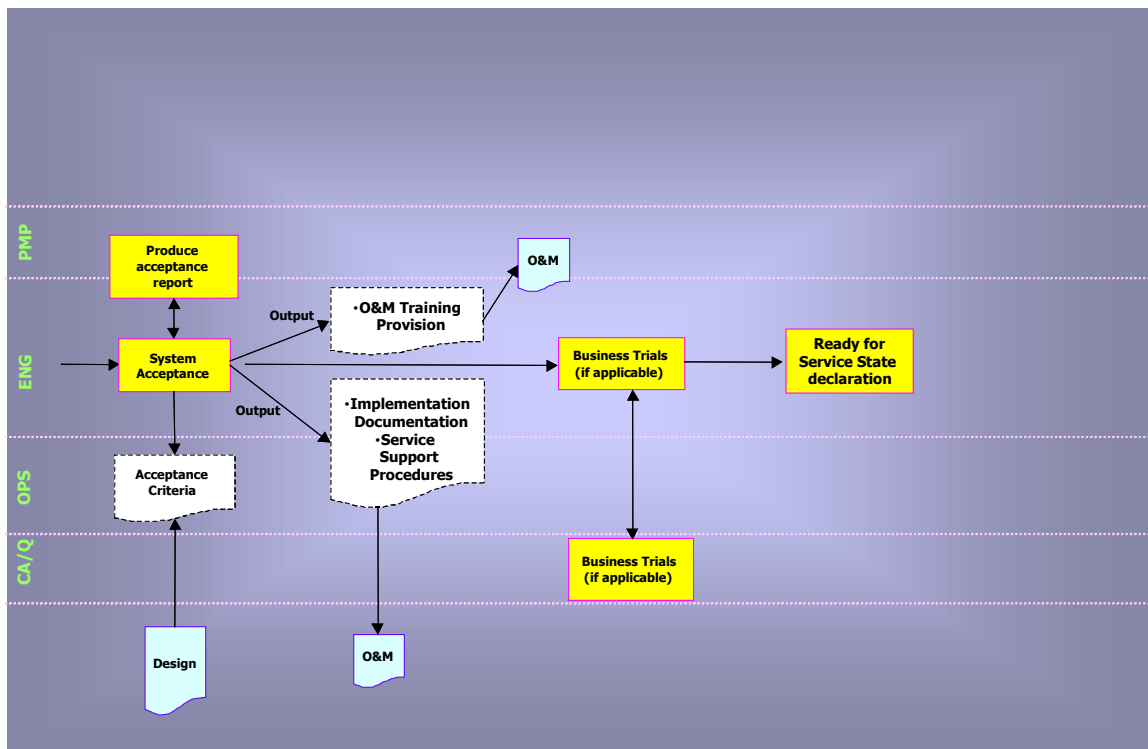 PMP
Produce
acceptance
report
O&M
ENG
Output
•O&M Training
Provision
System
Acceptance
Business Trials
(if applicable)
Ready for
Service State
declaration
Output
•Implementation
Documentation
•Service
Support
Procedures
OPS
Acceptance
Criteria
CA/Q
Business Trials
(if applicable)
Design
O&M